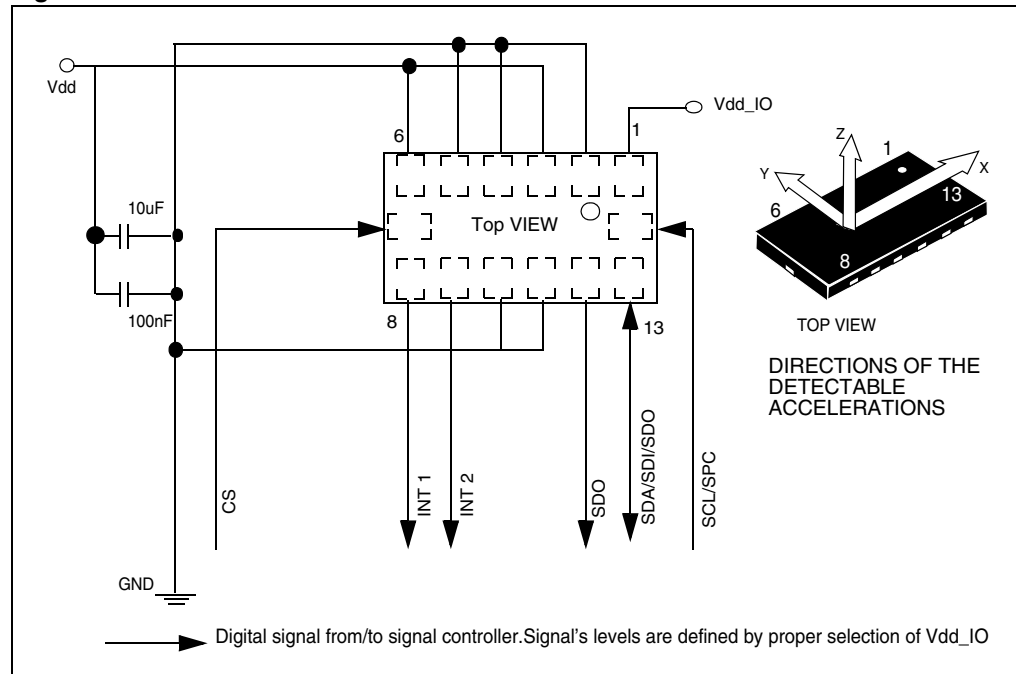 Vdd
Vdd_IO
6
1
10uF
Top VIEW
100nF
8
13
Z
1
Y
X
6
13
8
TOP VIEW
DIRECTIONS OF THE
DETECTABLE
ACCELERATIONS
CS
INT 1
INT 2
SDO
SDA/SDI/SDO
SCL/SPC
GND
Digital signal from/to signal controller.Signal's levels are defined by proper selection of Vdd_IO